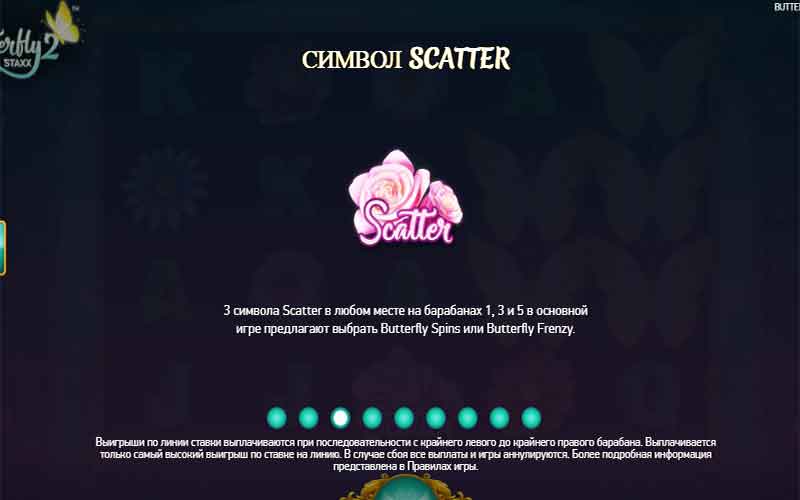 BUTTE
erfly 2
STAXX
TM
СИМВОЛ SCATTER
Scatter
3 символа Scatter в любом месте на барабанах 1, 3 и 5 в основной
игре предлагают выбрать Butterfly Spins или Butterfly Frenzy.
Выигрыши по линии ставки выплачиваются при последовательности с крайнего левого до крайнего правого барабана. Выплачивается
только самый высокий выигрыш по ставке на линию. В случае сбоя все выплаты и игры аннулируются. Более подробная информация
представлена в Правилах игры.